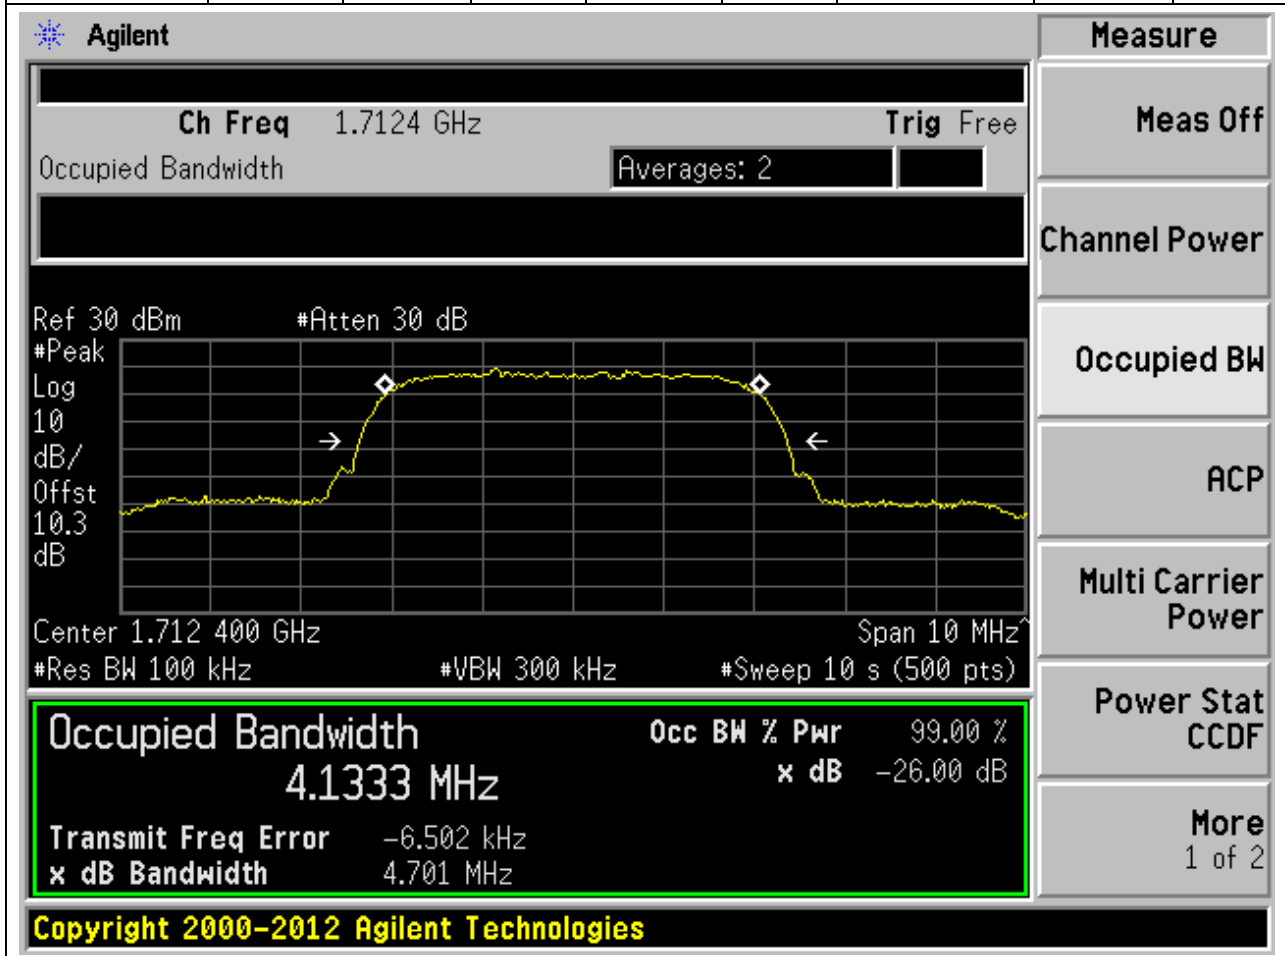 Agilent
Measure
Ch Freq 1.7124 GHz Trig Free
Occupied Bandwidth Averages: 2
Ref 30 dBm #Atten 30 dB
#Peak
Log
10
dB/
Offst
10.3
dB
Center 1.712 400 GHz Span 10 MHz^
#Res BW 100 kHz #VBW 300 kHz #Sweep 10 s (500 pts)
Occupied Bandwidth Occ BW % Pwr 99.00 %
4.1333 MHz x dB -26.00 dB
Transmit Freq Error -6.502 kHz
x dB Bandwidth 4.701 MHz
Copyright 2000-2012 Agilent Technologies
Meas Off
Channel Power
Occupied BW
ACP
Multi Carrier
Power
Power Stat
CCDF
More
1 of 2